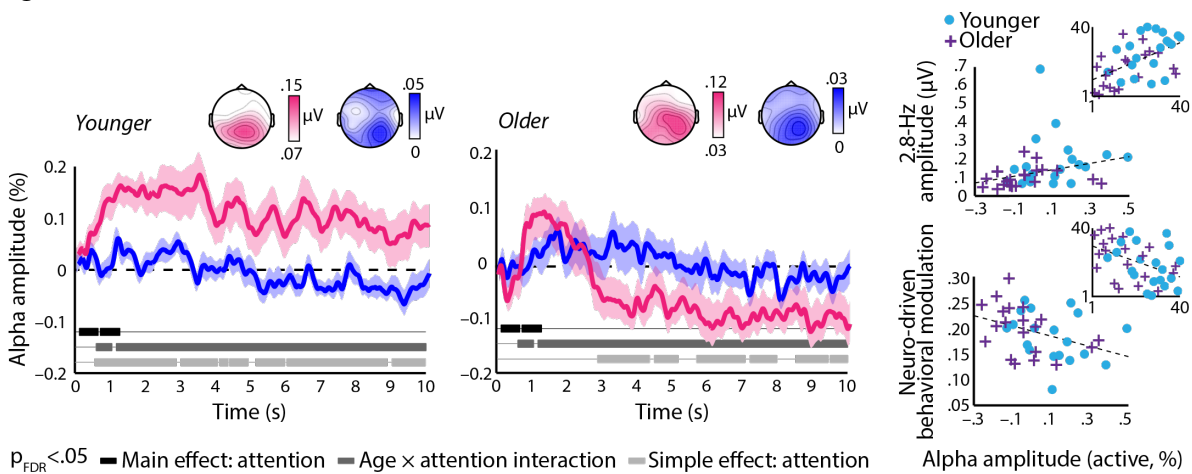 Younger
.15
μV
.07
.05
μV
0
Alpha amplitude (%)
0.2
0.1
0
−0.1
−0.2
0 1 2 3 4 5 6 7 8 9 10
Time (s)
Older
.12
μV
.03
.03
μV
0
0.2
0.1
0
−0.1
−0.2
0 1 2 3 4 5 6 7 8 9 10
Time (s)
Younger
Older
40
1
1 40
2.8-Hz
amplitude (μV)
.7
.6
.5
.4
.3
.2
.1
0
−.3 −.1 .1 .3 .5
40
1
1 40
Neuro-driven
behavioral modulation
.30
.25
.20
.15
.10
.05
−.3 −.1 .1 .3 .5
Alpha amplitude (active, %)
pFDR<.05 Main effect: attention Age × attention interaction Simple effect: attention